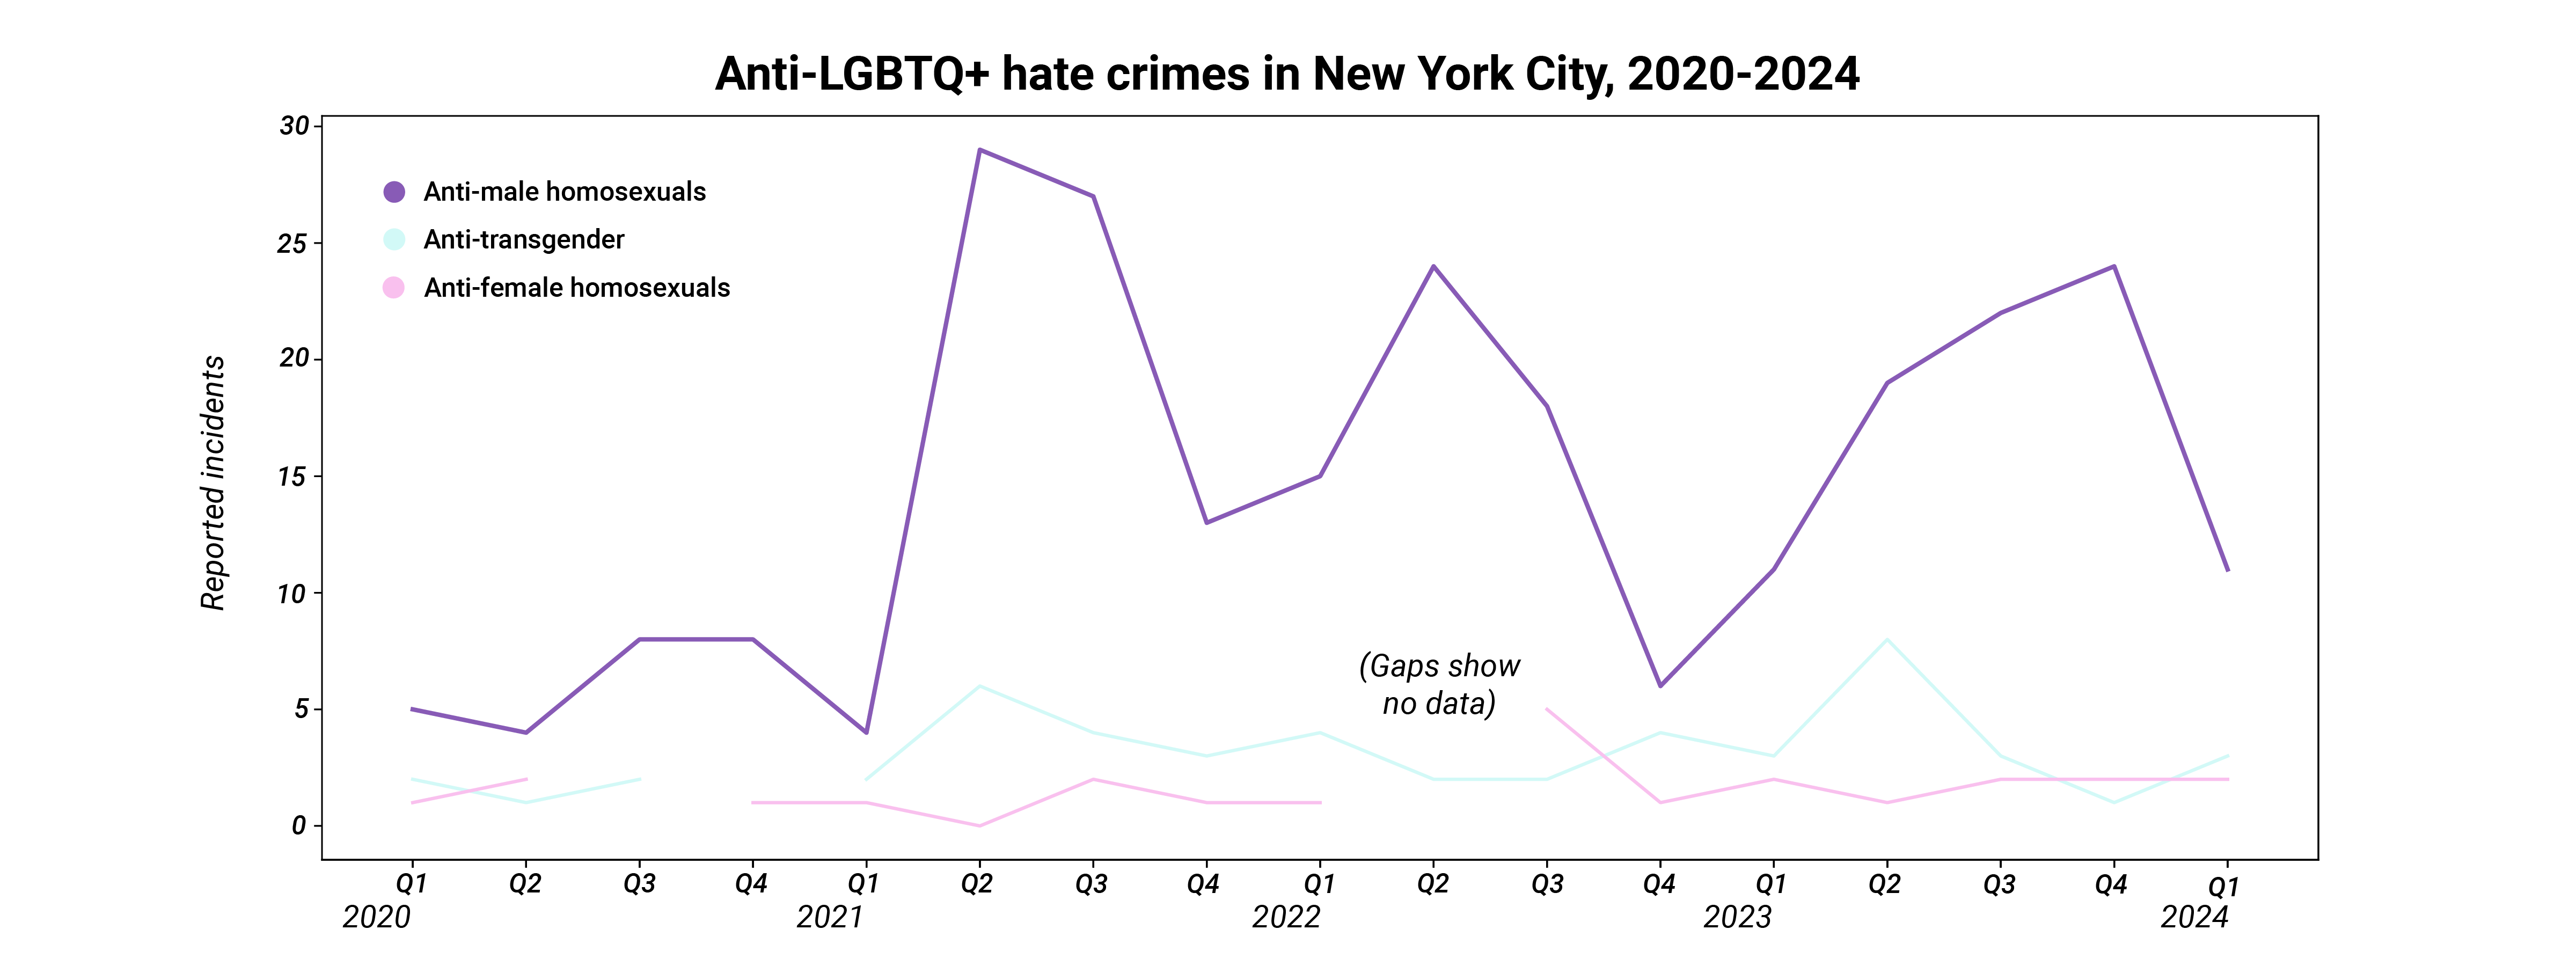 Anti-LGBTQ+ hate crimes in New York City, 2020-2024
30
25
20
15
10
5
0
Reported incidents
Anti-male homosexuals
Anti-transgender
Anti-female homosexuals
(Gaps show
no data)
Q1 Q2 Q3 Q4 Q1 Q2 Q3 Q4 Q1 Q2 Q3 Q4 Q1 Q2 Q3 Q4 Q1
2020 2021 2022 2023 2024